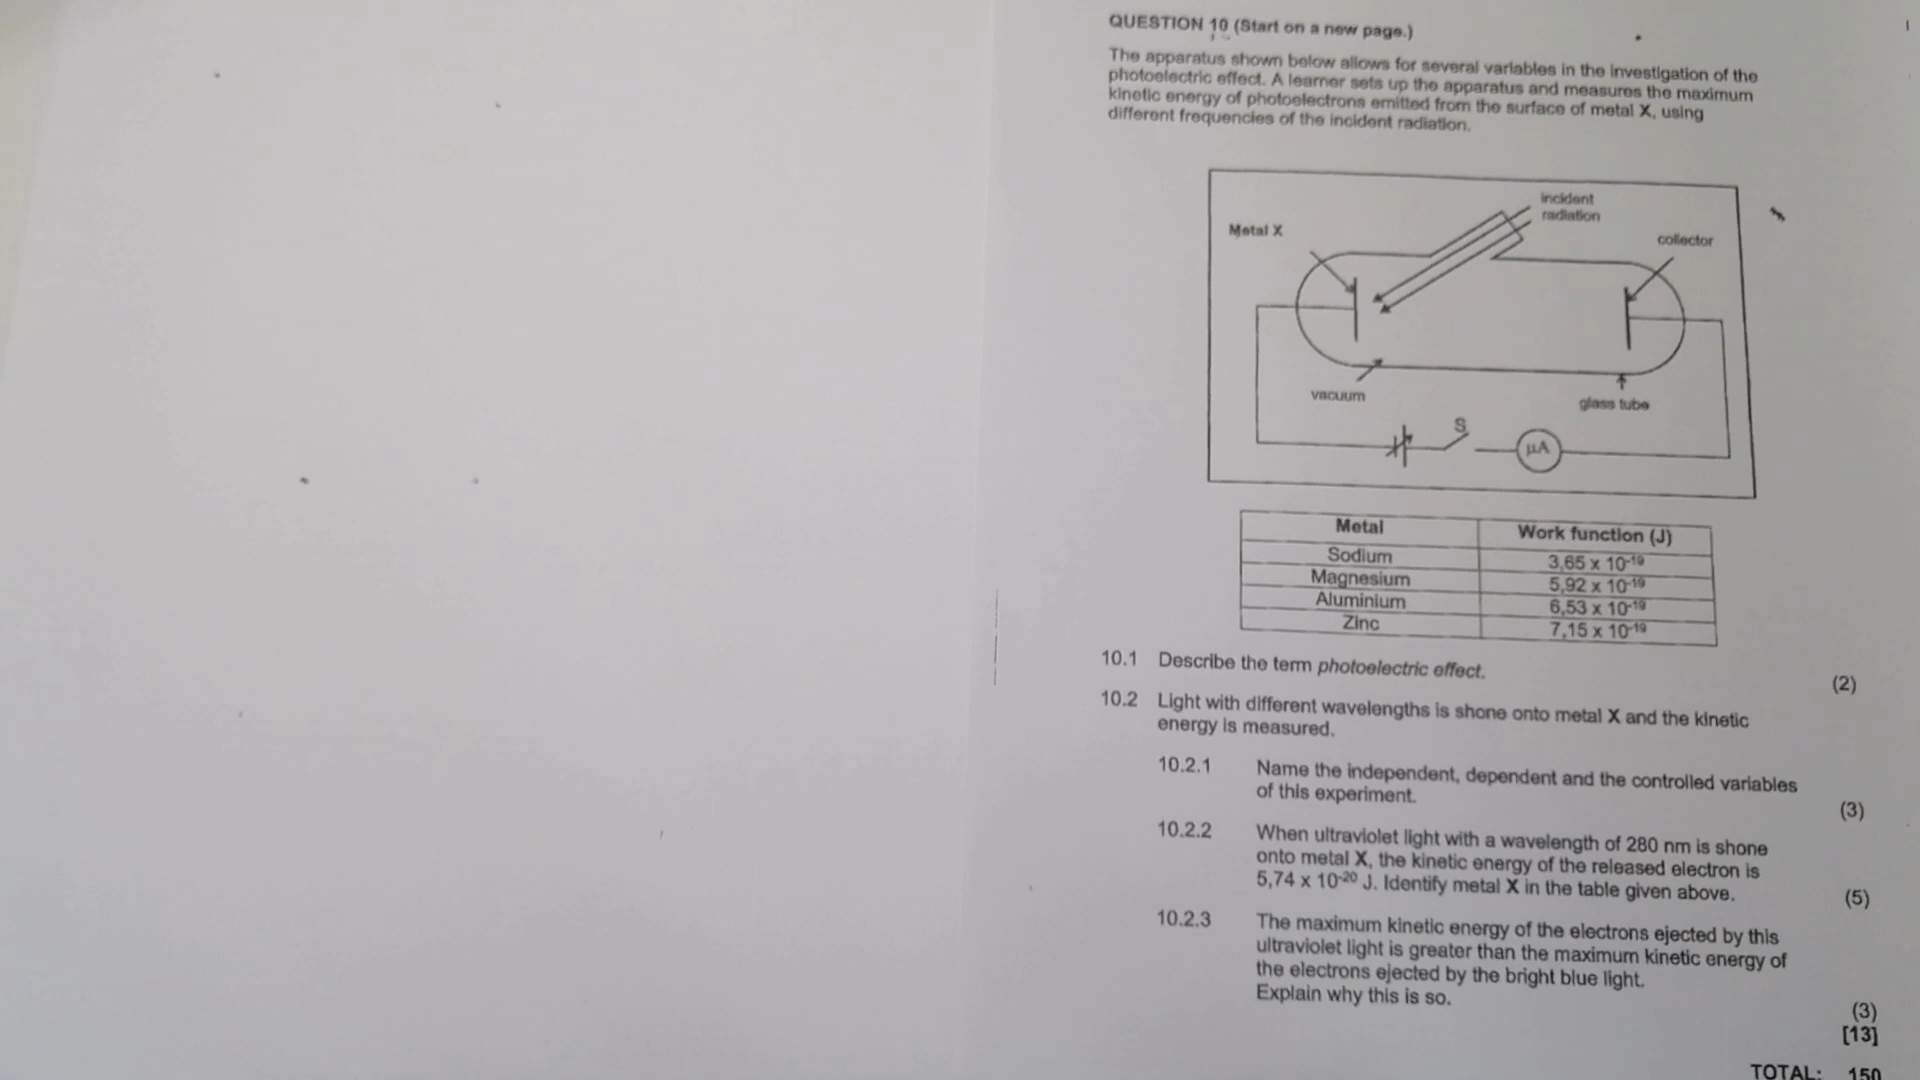 QUESTION 10 (Start on a new page.)
The apparatus shown below allows for several variables in the investigation of the
photoelectric effect. A learner sets up the apparatus and measures the maximum
kinetic energy of photoelectrons emitted from the surface of metal X, using
different frequencies of the incident radiation.
incident
radiation
Metal X
collector
vacuum
glass tube
S
µA
Metal Work function (J)
Sodium 3,65 x 10⁻¹⁹
Magnesium 5,92 x 10⁻¹⁹
Aluminium 6,53 x 10⁻¹⁹
Zinc 7,15 x 10⁻¹⁹
10.1 Describe the term photoelectric effect. (2)
10.2 Light with different wavelengths is shone onto metal X and the kinetic
energy is measured.
10.2.1 Name the independent, dependent and the controlled variables
of this experiment. (3)
10.2.2 When ultraviolet light with a wavelength of 280 nm is shone
onto metal X, the kinetic energy of the released electron is
5,74 x 10⁻²⁰ J. Identify metal X in the table given above. (5)
10.2.3 The maximum kinetic energy of the electrons ejected by this
ultraviolet light is greater than the maximum kinetic energy of
the electrons ejected by the bright blue light.
Explain why this is so. (3)
[13]
TOTAL: 150